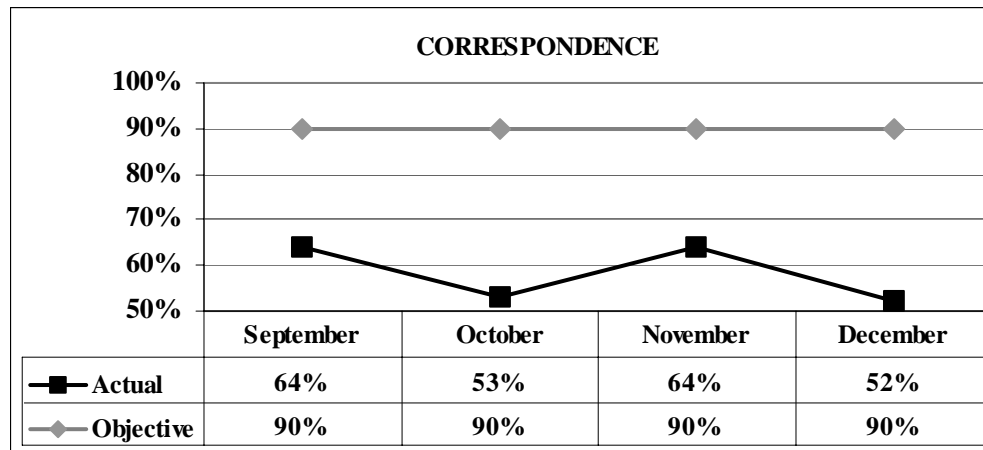 CORRESPONDENCE
100%
90%
80%
70%
60%
50%
September October November December
Actual 64% 53% 64% 52%
Objective 90% 90% 90% 90%